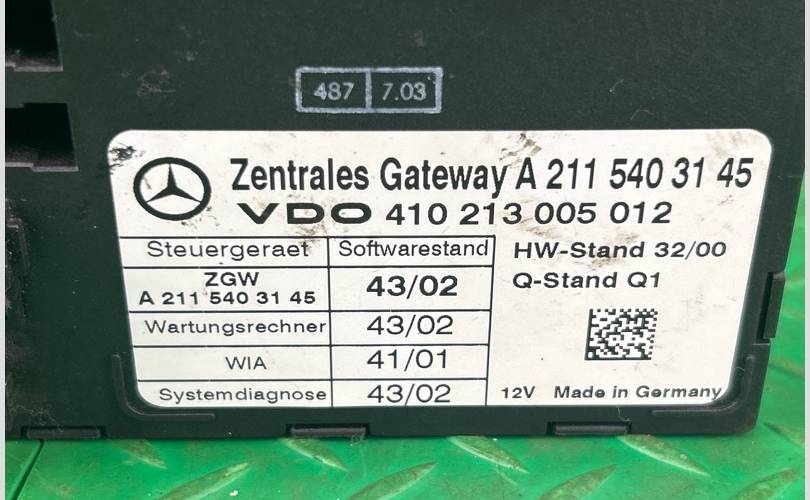 487 7.03
Zentrales Gateway A 211 540 31 45
VDO 410 213 005 012
Steuergeraet Softwarestand
ZGW
A 211 540 31 45 43/02
Wartungsrechner 43/02
WIA 41/01
Systemdiagnose 43/02
HW-Stand 32/00
Q-Stand Q1
12V Made in Germany